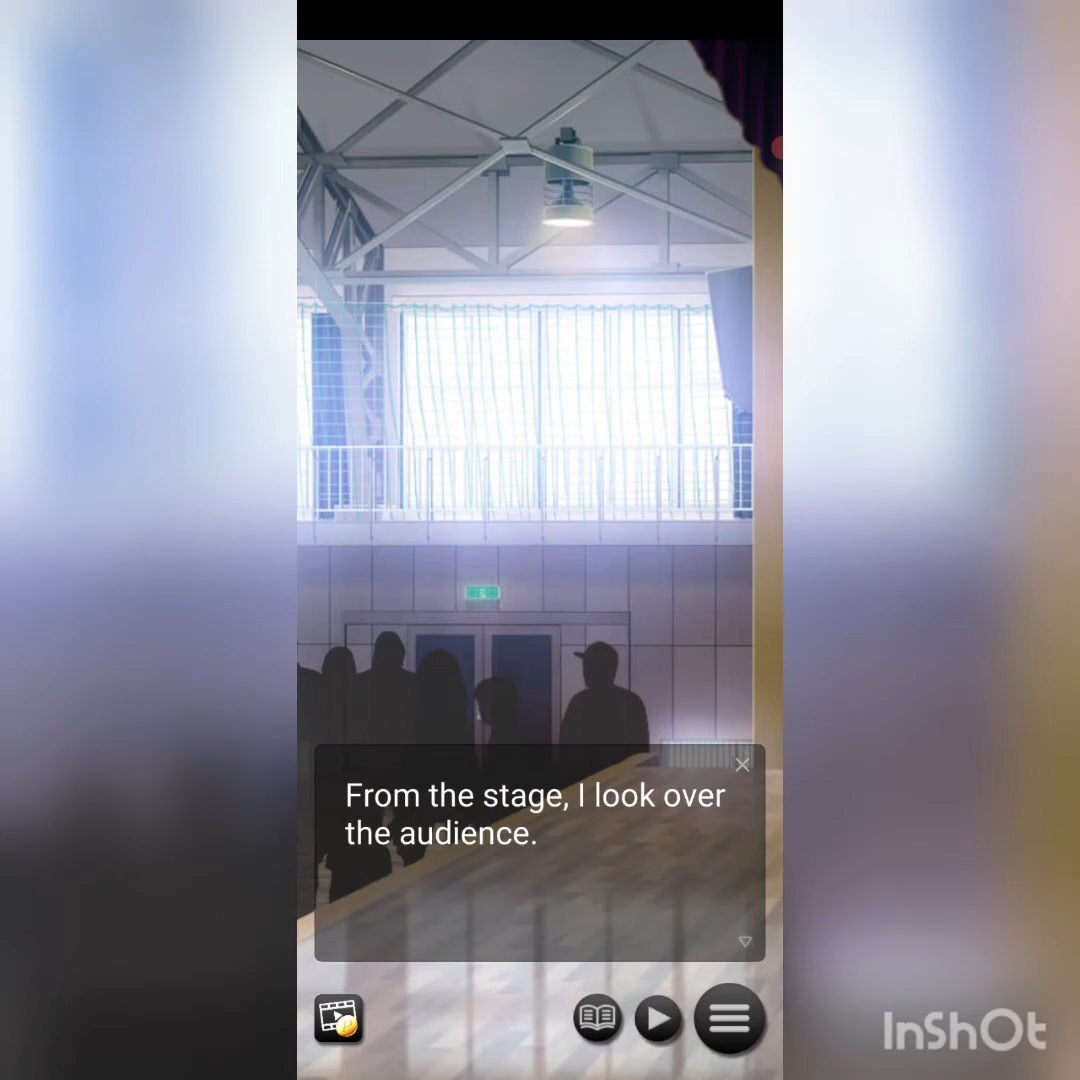 From the stage, I look over
the audience.
InShOt